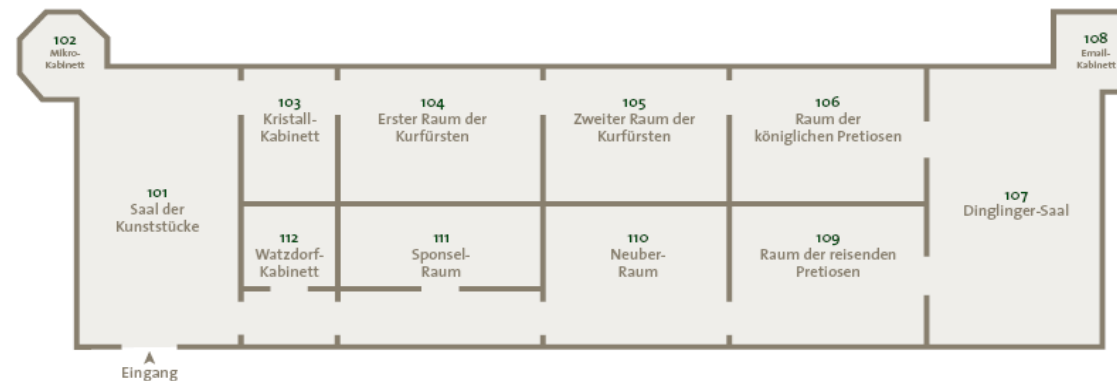 102
Mikro-
Kabinett
108
Email-
Kabinett
103
Kristall-
Kabinett
104
Erster Raum der
Kurfürsten
105
Zweiter Raum der
Kurfürsten
106
Raum der
königlichen Pretiosen
101
Saal der
Kunststücke
107
Dinglinger-Saal
112
Watzdorf-
Kabinett
111
Sponsel-
Raum
110
Neuber-
Raum
109
Raum der reisenden
Pretiosen
Eingang